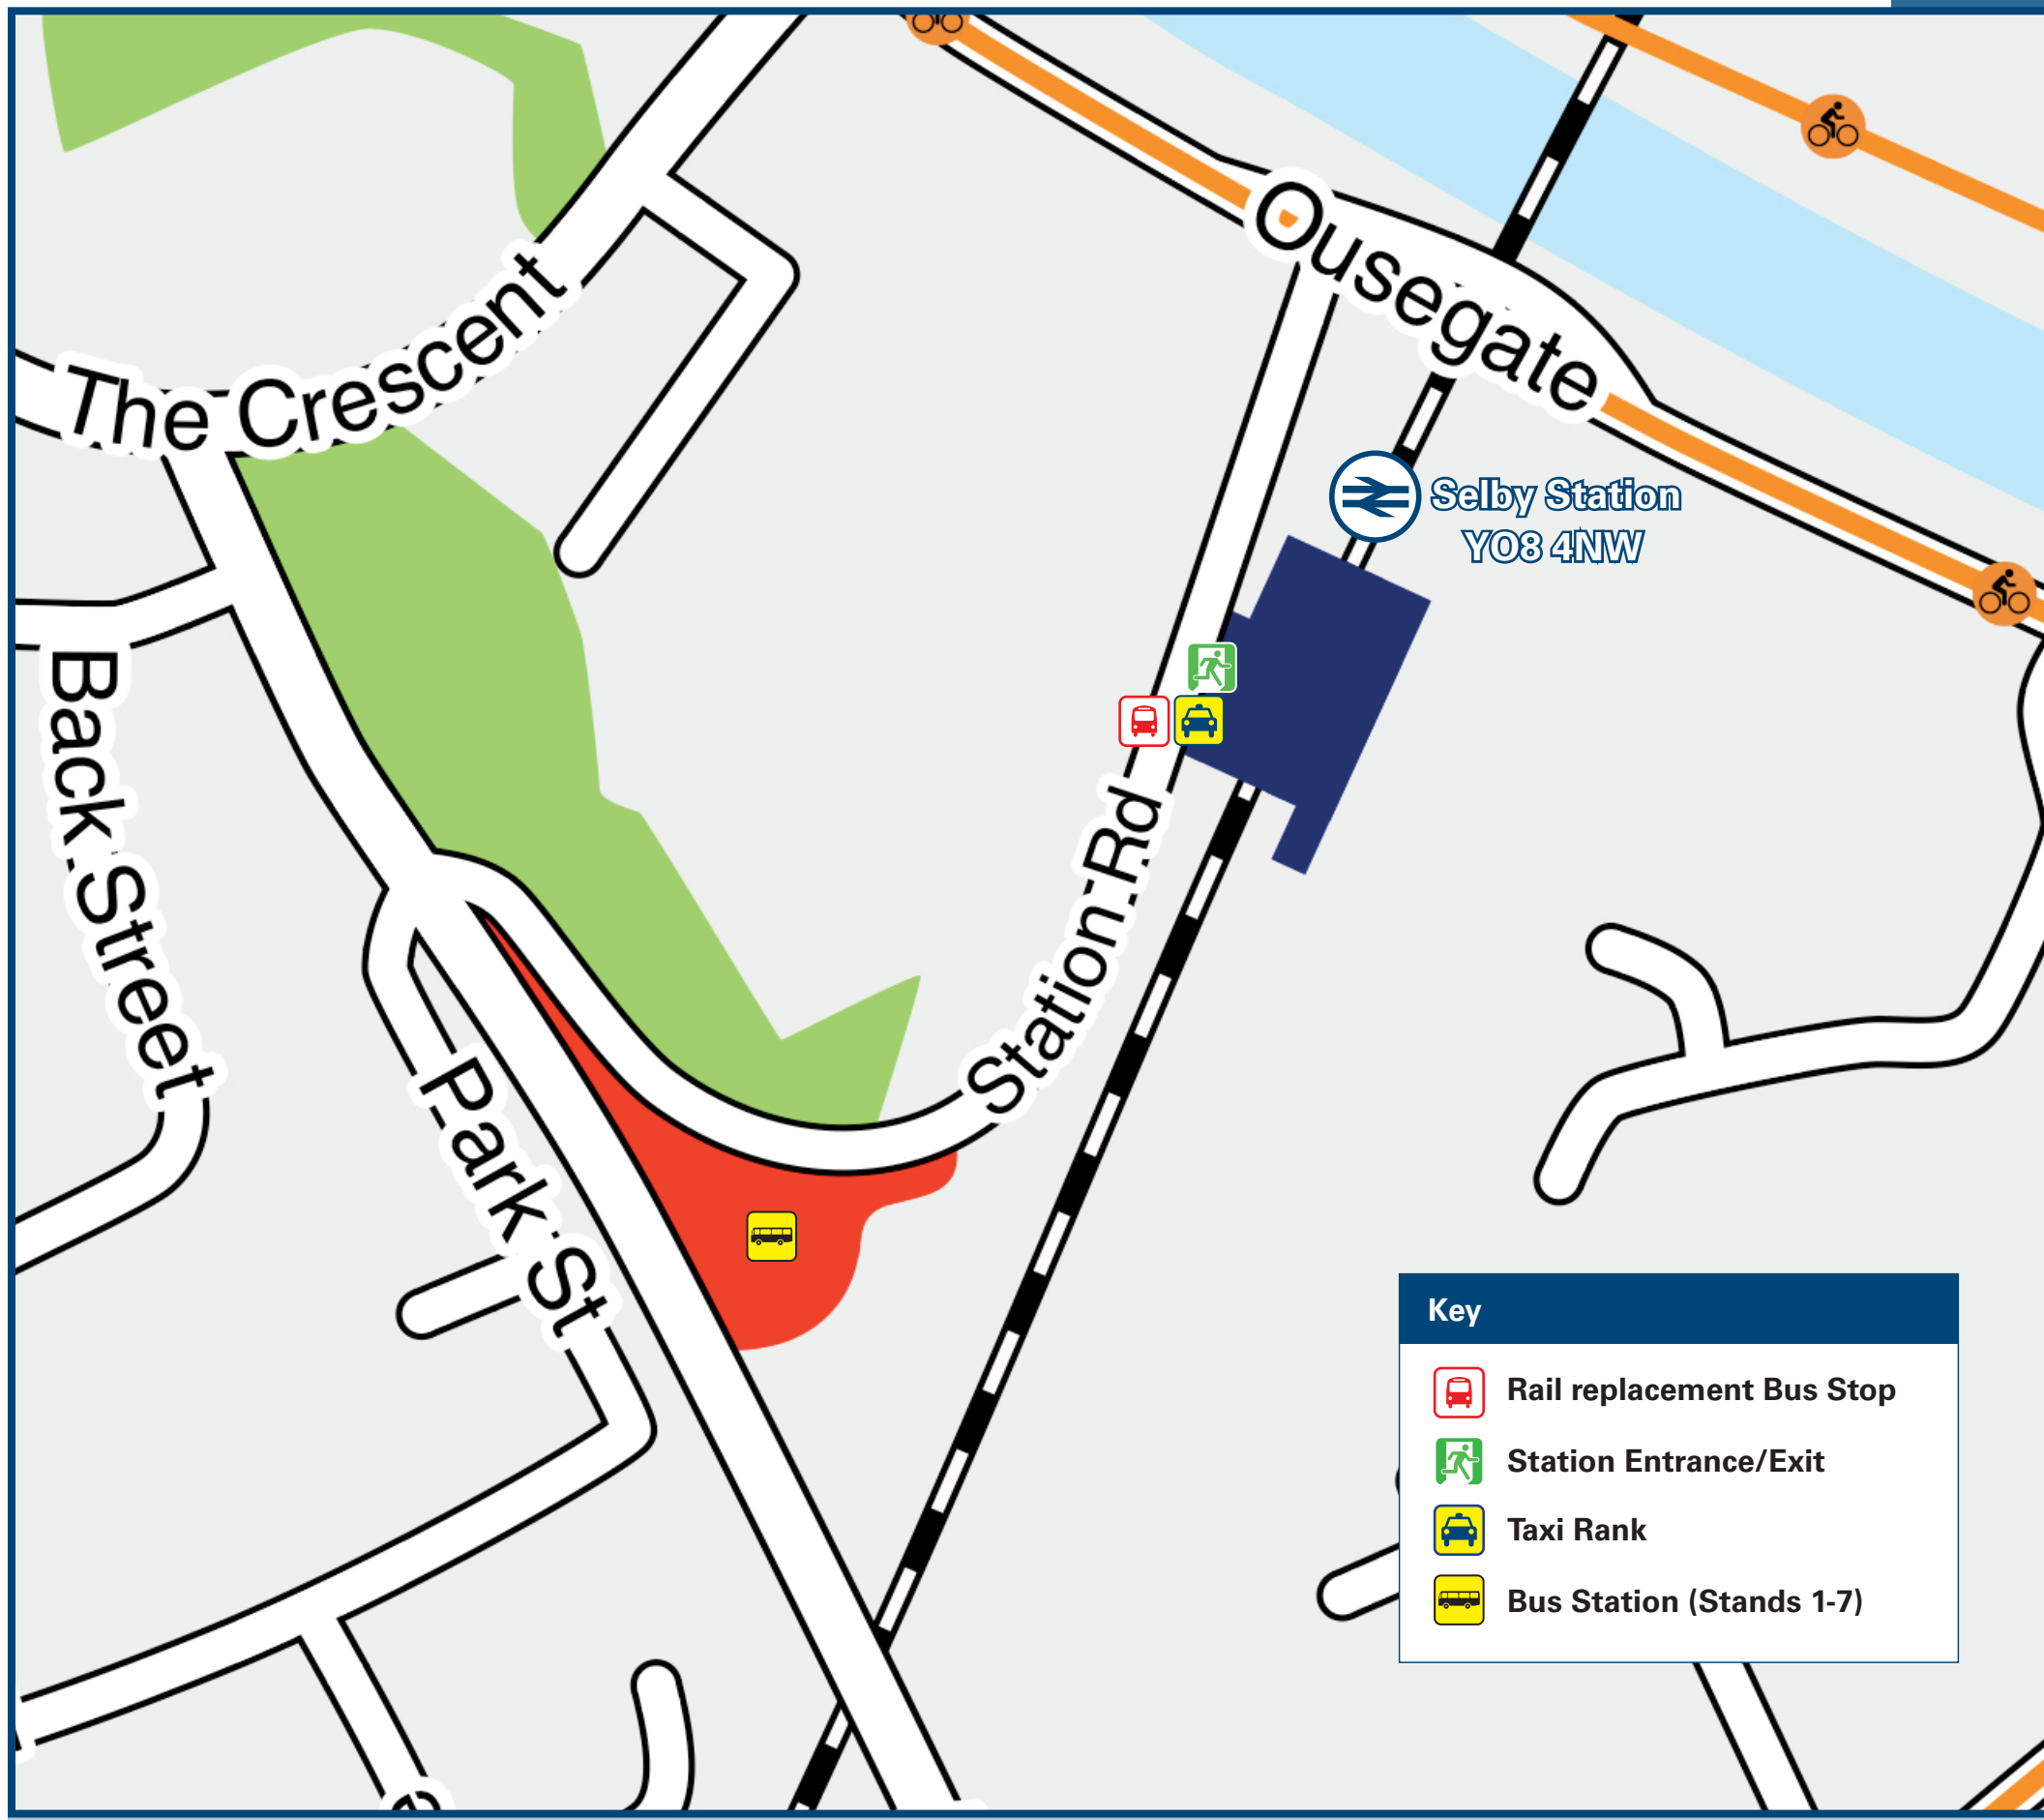 Ousegate
The Crescent
Selby Station
YO8 4NW
Back Street
Station Rd
Park St
Key
Rail replacement Bus Stop
Station Entrance/Exit
Taxi Rank
Bus Station (Stands 1-7)